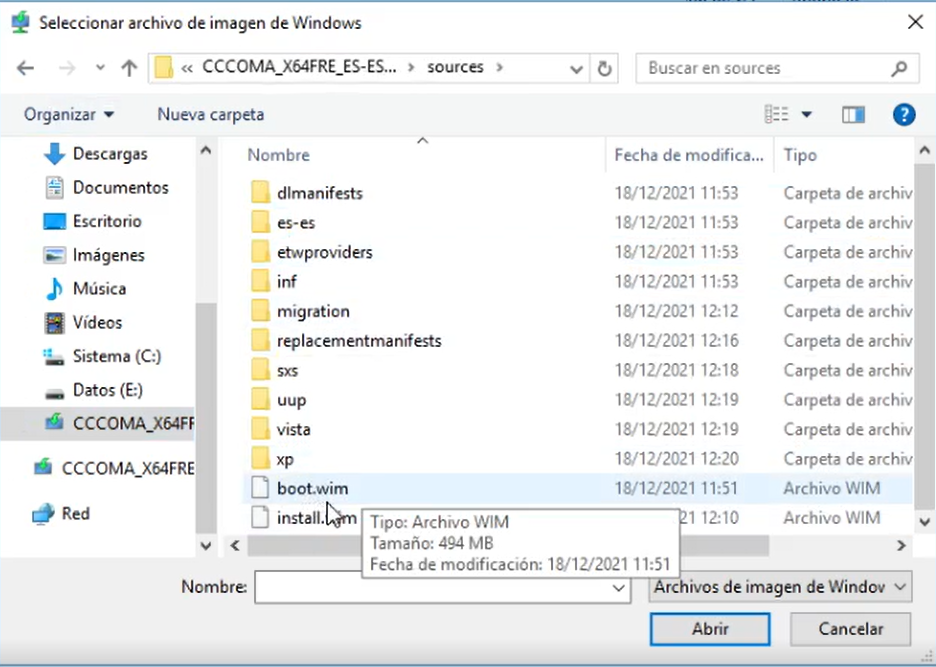 Seleccionar archivo de imagen de Windows
« CCCOMA_X64FRE_ES-ES... > sources >
Buscar en sources
Organizar
Nueva carpeta
Descargas
Documentos
Escritorio
Imágenes
Música
Vídeos
Sistema (C:)
Datos (E:)
CCCOMA_X64FF
CCCOMA_X64FRE
Red
Nombre Fecha de modifica... Tipo
dlmanifests 18/12/2021 11:53 Carpeta de archiv
es-es 18/12/2021 11:53 Carpeta de archiv
etwproviders 18/12/2021 11:53 Carpeta de archiv
inf 18/12/2021 11:53 Carpeta de archiv
migration 18/12/2021 12:12 Carpeta de archiv
replacementmanifests 18/12/2021 12:16 Carpeta de archiv
sxs 18/12/2021 12:18 Carpeta de archiv
uup 18/12/2021 12:19 Carpeta de archiv
vista 18/12/2021 12:19 Carpeta de archiv
xp 18/12/2021 12:20 Carpeta de archiv
boot.wim 18/12/2021 11:51 Archivo WIM
21 12:10 Archivo WIM
Tipo: Archivo WIM
Tamaño: 494 MB
Fecha de modificación: 18/12/2021 11:51
Nombre:
Archivos de imagen de Window
Abrir
Cancelar